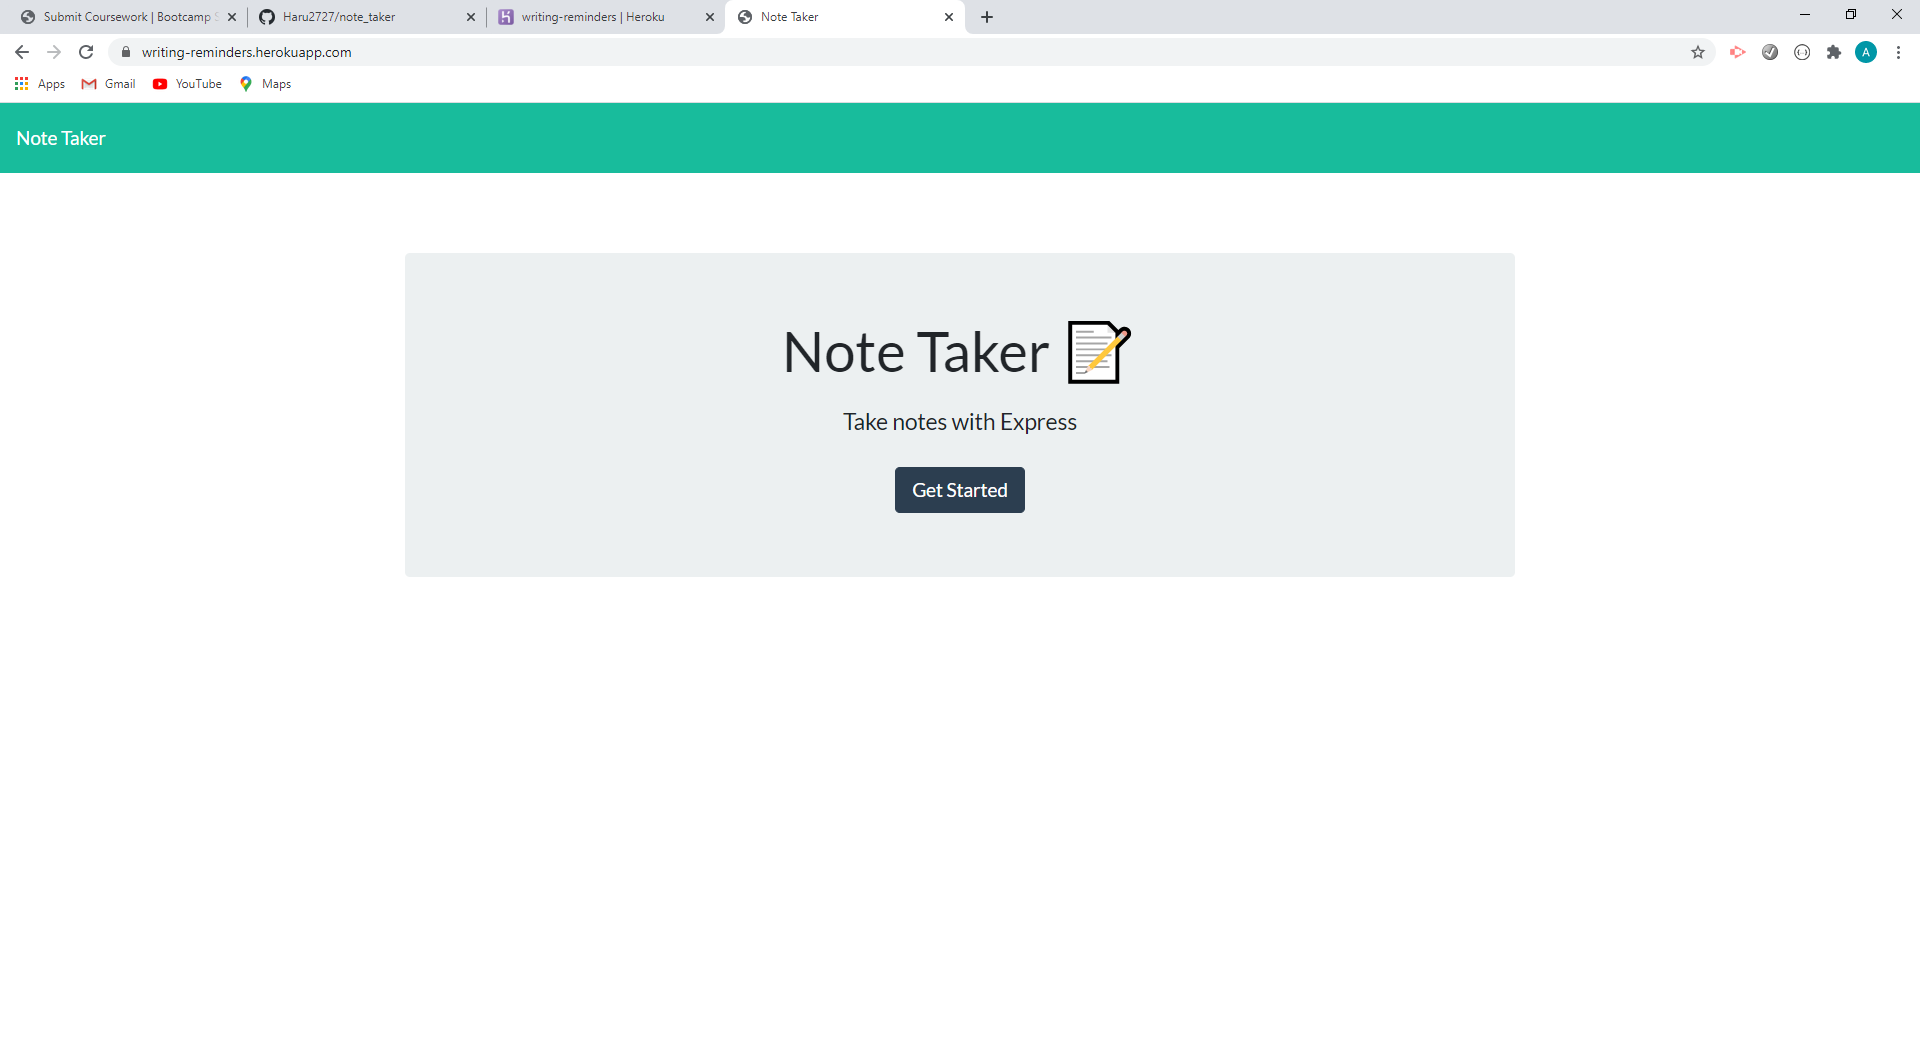 Submit Coursework | Bootcamp
Haru2727/note_taker
writing-reminders | Heroku
Note Taker
writing-reminders.herokuapp.com
A
Apps
Gmail
YouTube
Maps
Note Taker
Note Taker
Take notes with Express
Get Started